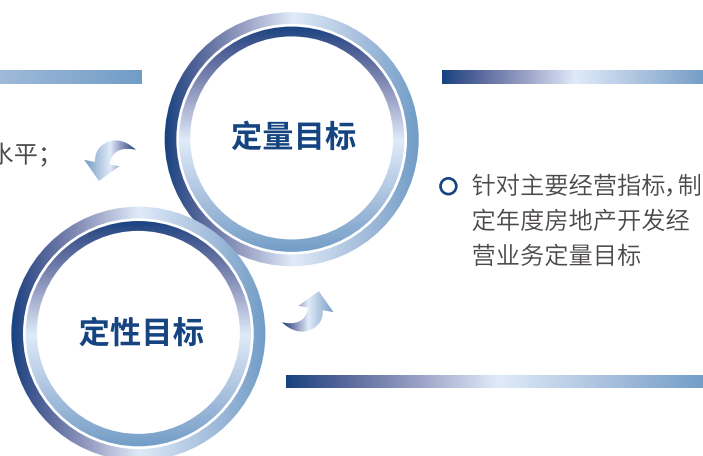 定量目标
水平；
针对主要经营指标，制
定年度房地产开发经
营业务定量目标
定性目标